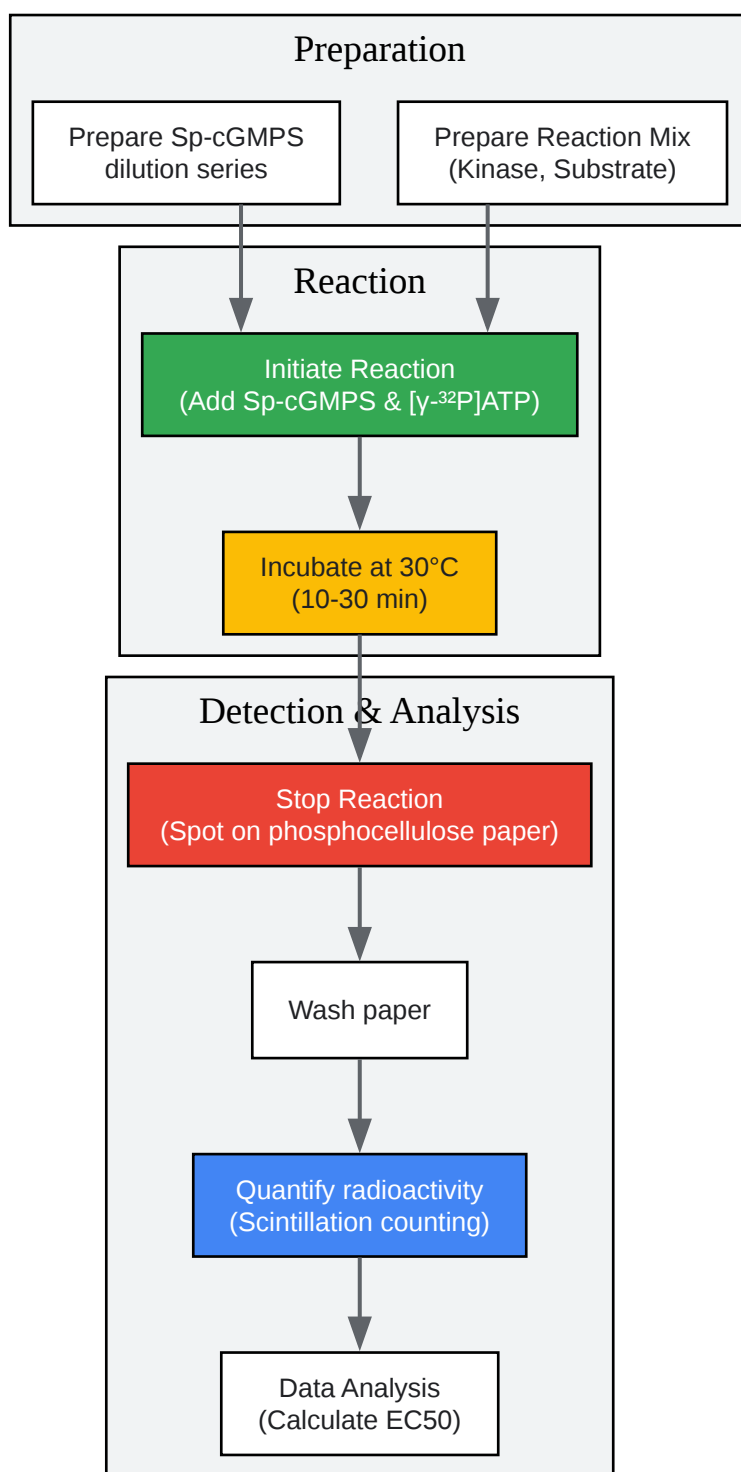 Preparation
Prepare Sp-cGMPS
dilution series
Prepare Reaction Mix
(Kinase, Substrate)
Reaction
Initiate Reaction
(Add Sp-cGMPS & [γ-³²P]ATP)
Incubate at 30°C
(10-30 min)
Detection & Analysis
Stop Reaction
(Spot on phosphocellulose paper)
Wash paper
Quantify radioactivity
(Scintillation counting)
Data Analysis
(Calculate EC50)